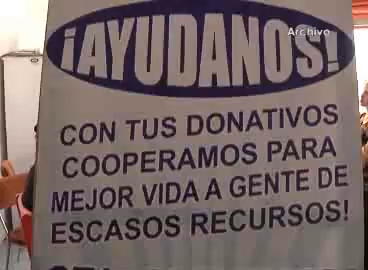 Archivo
¡AYUDANOS!
CON TUS DONATIVOS
COOPERAMOS PARA
MEJOR VIDA A GENTE DE
ESCASOS RECURSOS!